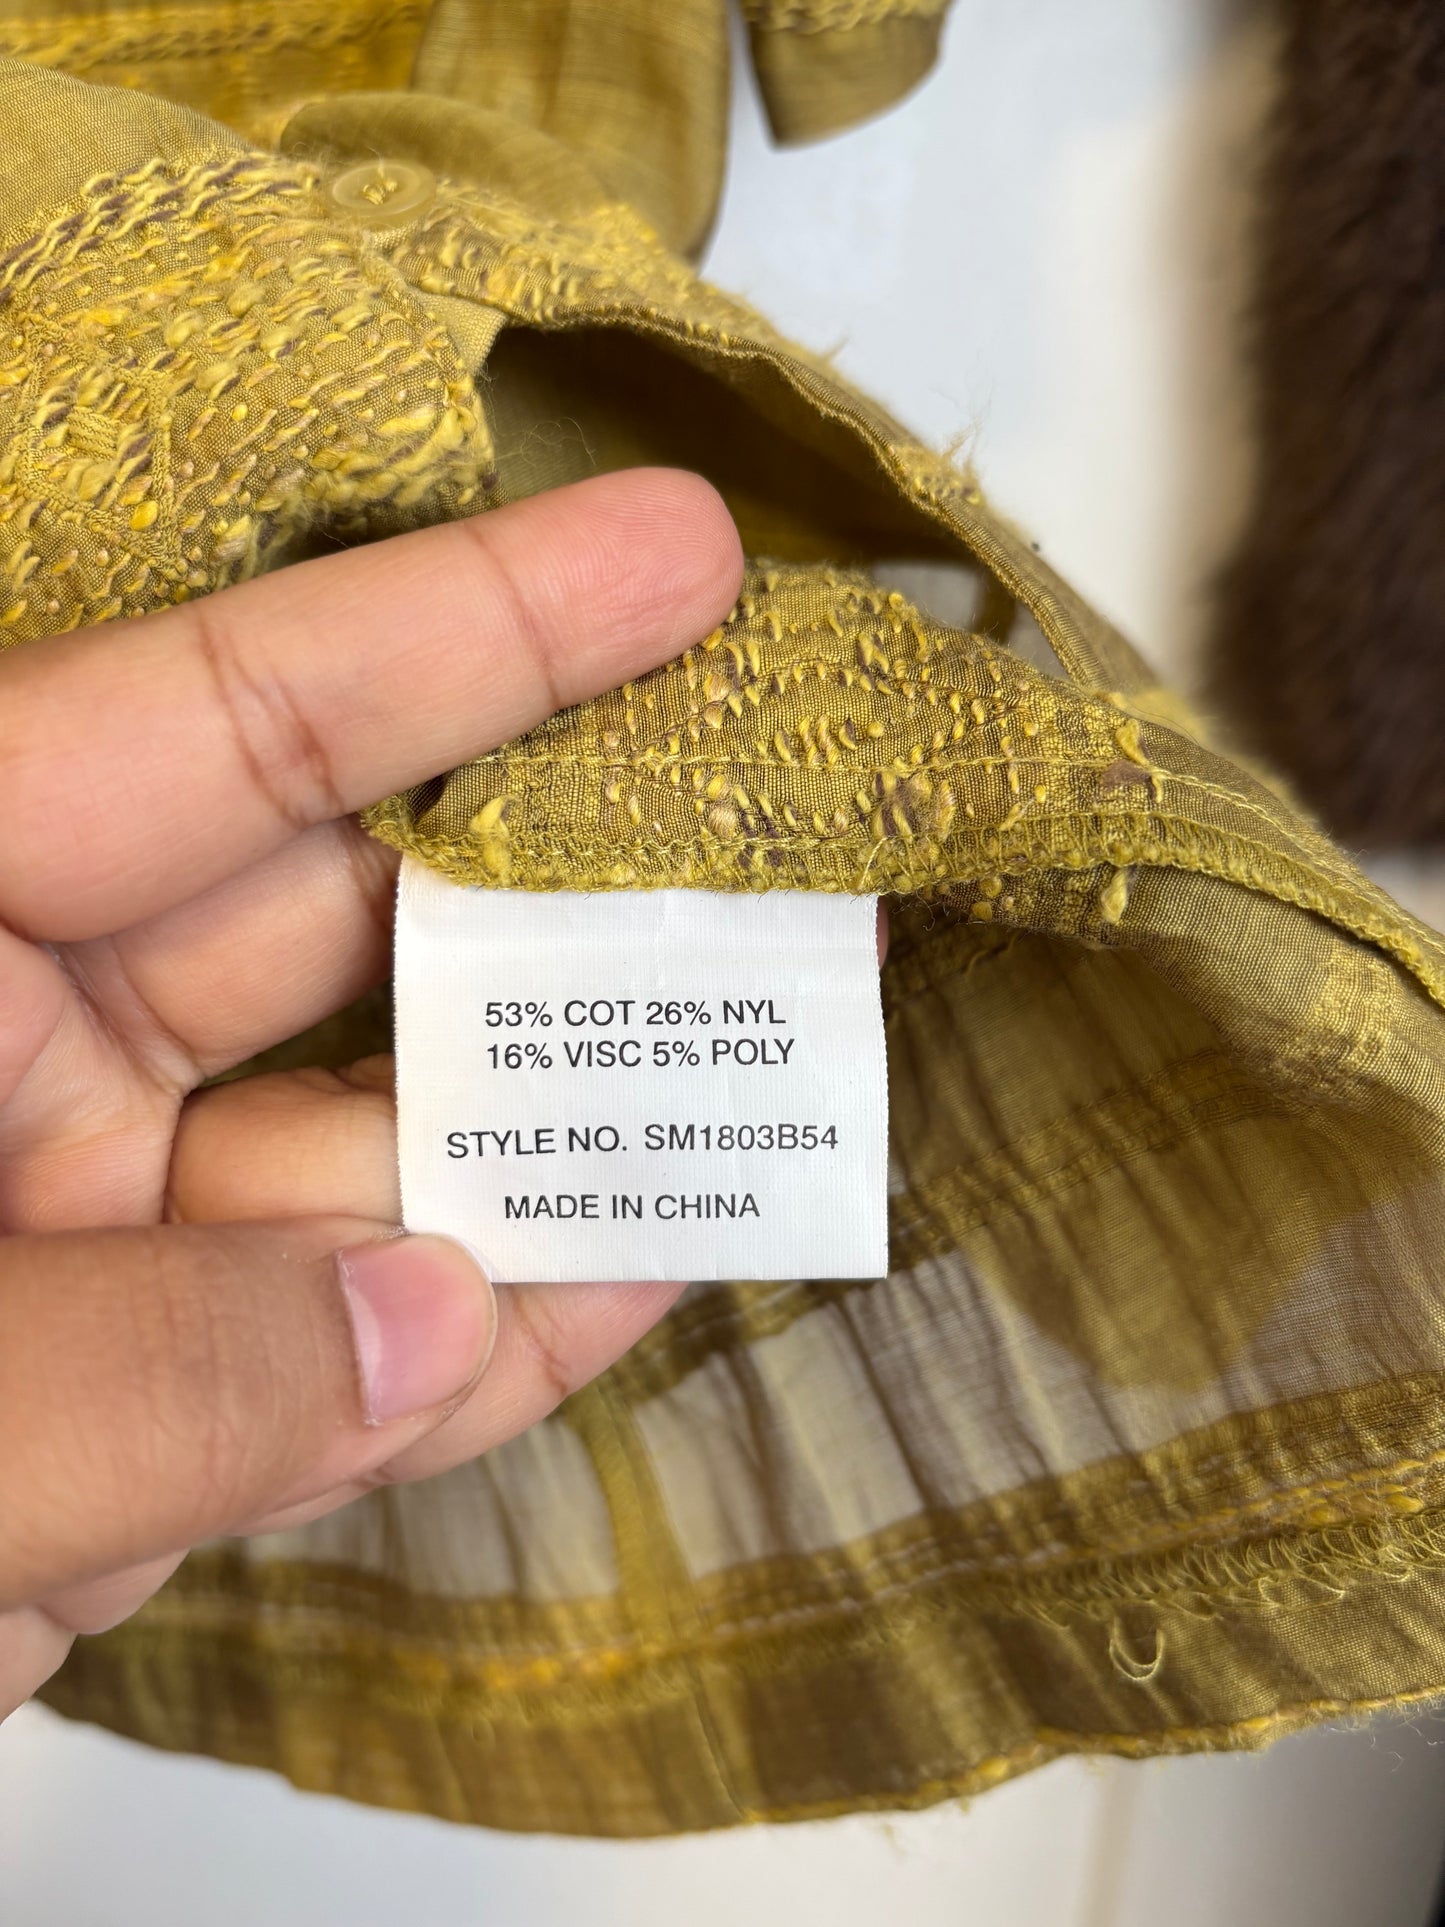 53% COT 26% NYL
16% VISC 5% POLY
STYLE NO. SM1803B54
MADE IN CHINA